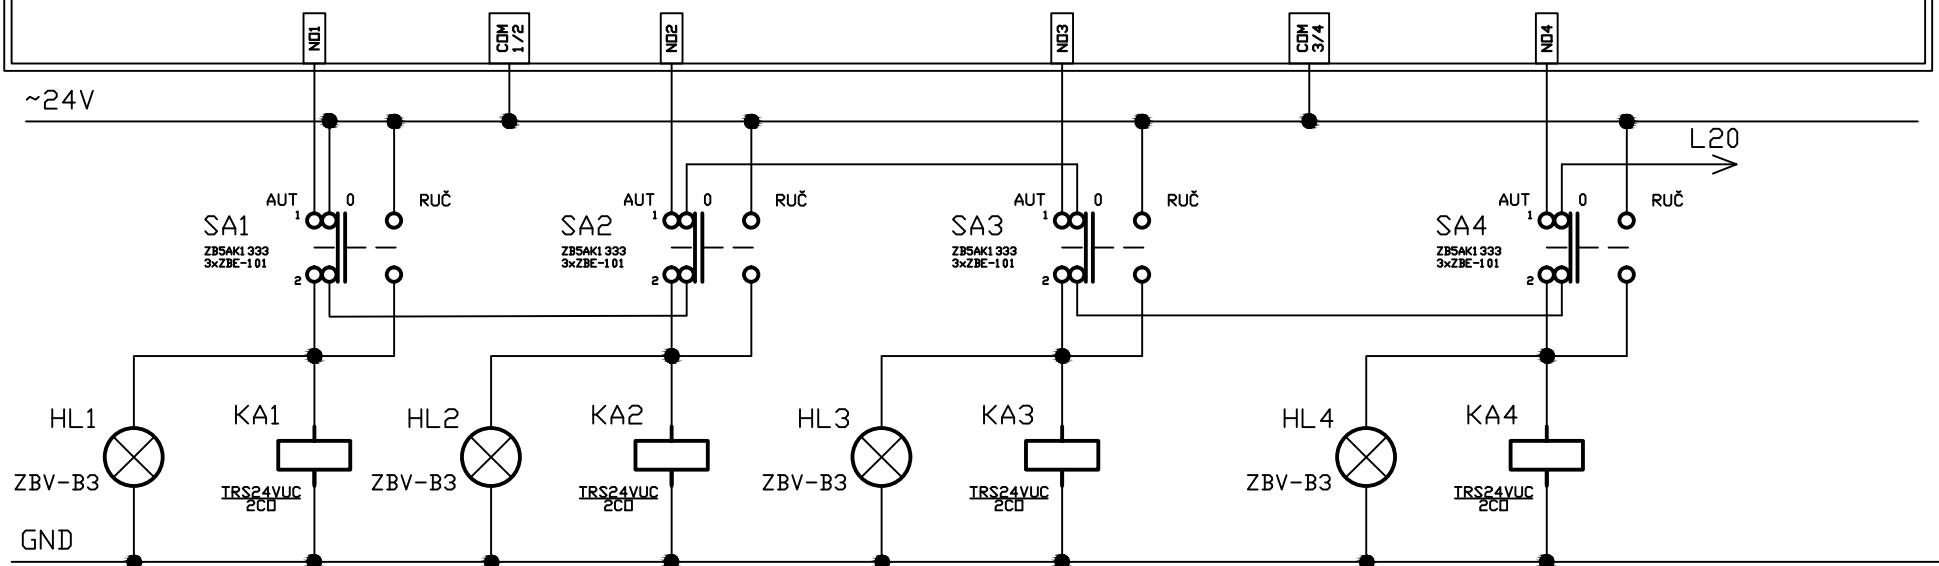 NO1
COM
1/2
NO2
NO3
COM
3/4
NO4
~24V
L20
AUT
0
RUČ
1
SA1
ZB5AK1333
3xZBE-101
2
AUT
0
RUČ
1
SA2
ZB5AK1333
3xZBE-101
2
AUT
0
RUČ
1
SA3
ZB5AK1333
3xZBE-101
2
AUT
0
RUČ
1
SA4
ZB5AK1333
3xZBE-101
2
HL1
KA1
HL2
KA2
HL3
KA3
HL4
KA4
ZBV-B3
TRS24VUC
2CO
ZBV-B3
TRS24VUC
2CO
ZBV-B3
TRS24VUC
2CO
ZBV-B3
TRS24VUC
2CO
GND